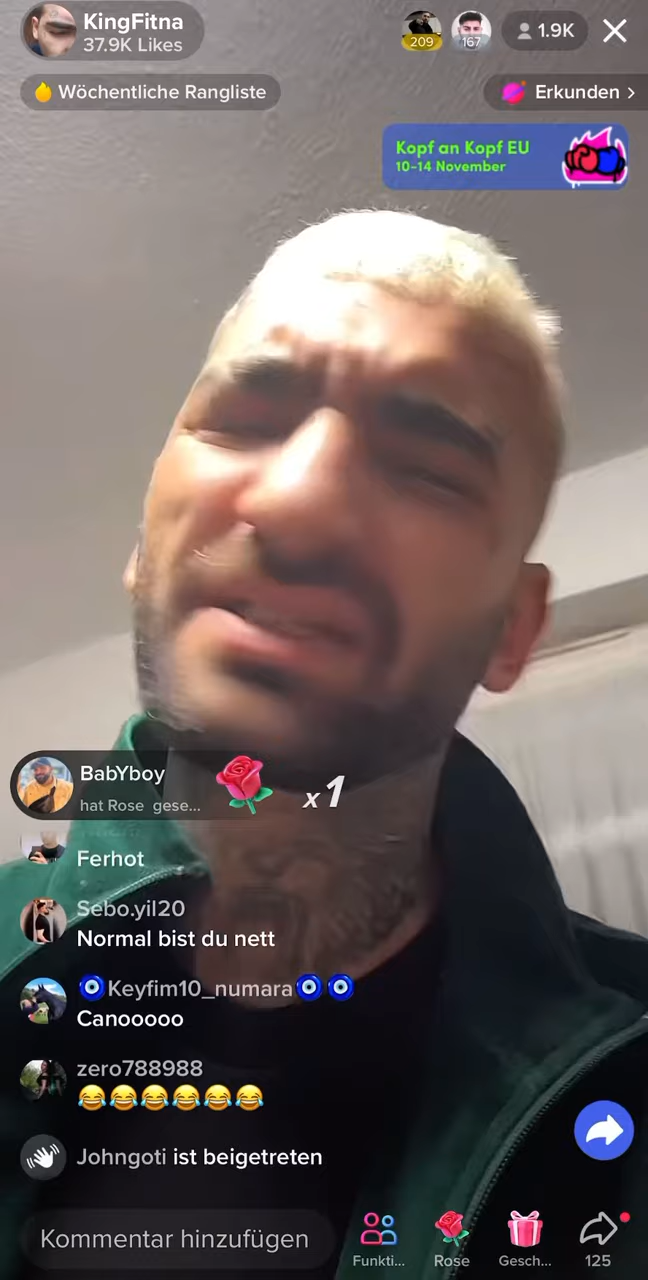 KingFitna
37.9K Likes
209
167
1.9K
Wöchentliche Rangliste
Erkunden
Kopf an Kopf EU
10-14 November
BabYboy
hat Rose gese...
x1
Ferhot
Sebo.yil20
Normal bist du nett
🧿Keyfim10_numara🧿🧿
Canooooo
zero788988
😂😂😂😂😂😂
Johngoti ist beigetreten
Kommentar hinzufügen
Funkti...
Rose
Gesch...
125